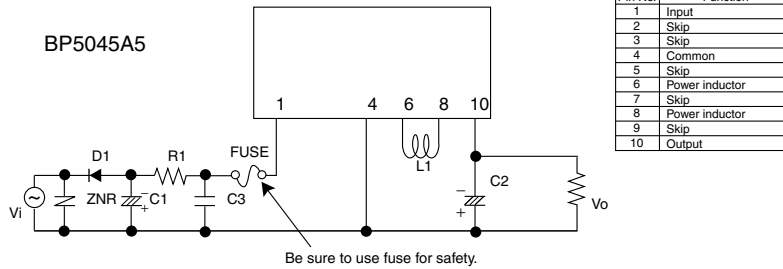 Pin No. Function
1 Input
2 Skip
3 Skip
4 Common
5 Skip
6 Power inductor
7 Skip
8 Power inductor
9 Skip
10 Output
BP5045A5
1 4 6 8 10
L1
D1 R1 FUSE
Vi ZNR − + C1 C3
− + C2 Vo
Be sure to use fuse for safety.